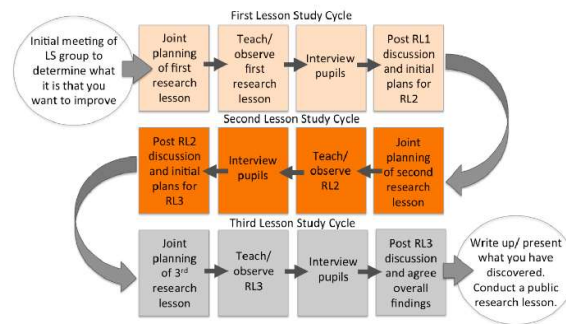 First Lesson Study Cycle
Initial meeting of
LS group to
determine what
it is that you
want to improve
Joint
planning
of first
research
lesson
Teach/
observe
first
research
lesson
Interview
pupils
Post RL1
discussion
and initial
plans for
RL2
Second Lesson Study Cycle
Joint
planning
of second
research
lesson
Teach/
observe
RL2
Interview
pupils
Post RL2
discussion
and initial
plans for
RL3
Third Lesson Study Cycle
Joint
planning
of 3rd
research
lesson
Teach/
observe
RL3
Interview
pupils
Post RL3
discussion
and agree
overall
findings
Write up/ present
what you have
discovered.
Conduct a public
research lesson.